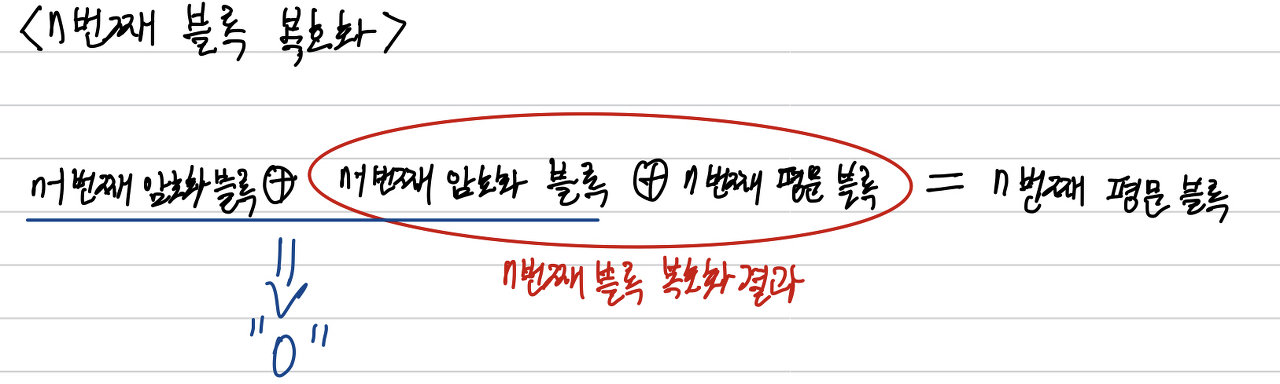 <n번째 블록 복호화>
n-1번째 암호화 블록 ⊕ n-1번째 암호화 블록 ⊕ n번째 평문 블록 = n번째 평문 블록
n번째 블록 복호화 결과
"0"